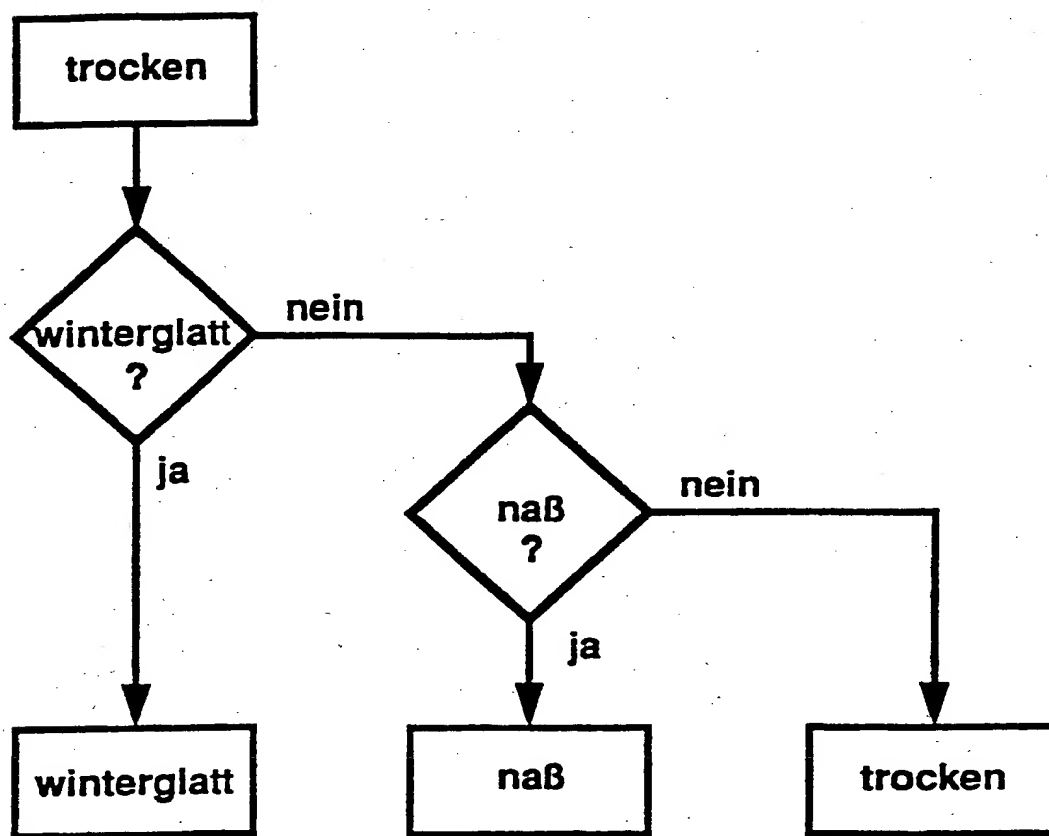 trocken
nein
winterglatt
?
ja
nein
naß
?
ja
winterglatt
naß
trocken